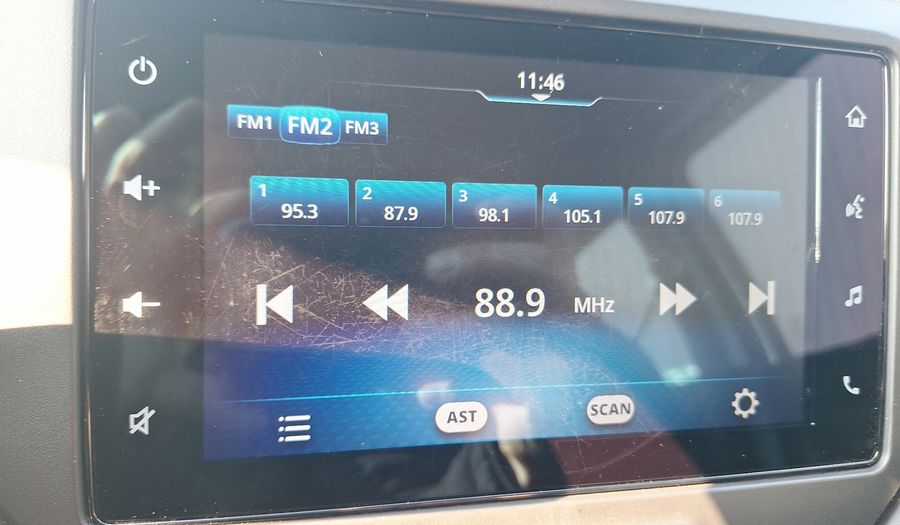 11:46
FM1 FM2 FM3
1 2 3 4 5 6
95.3 87.9 98.1 105.1 107.9 107.9
88.9 MHz
AST SCAN